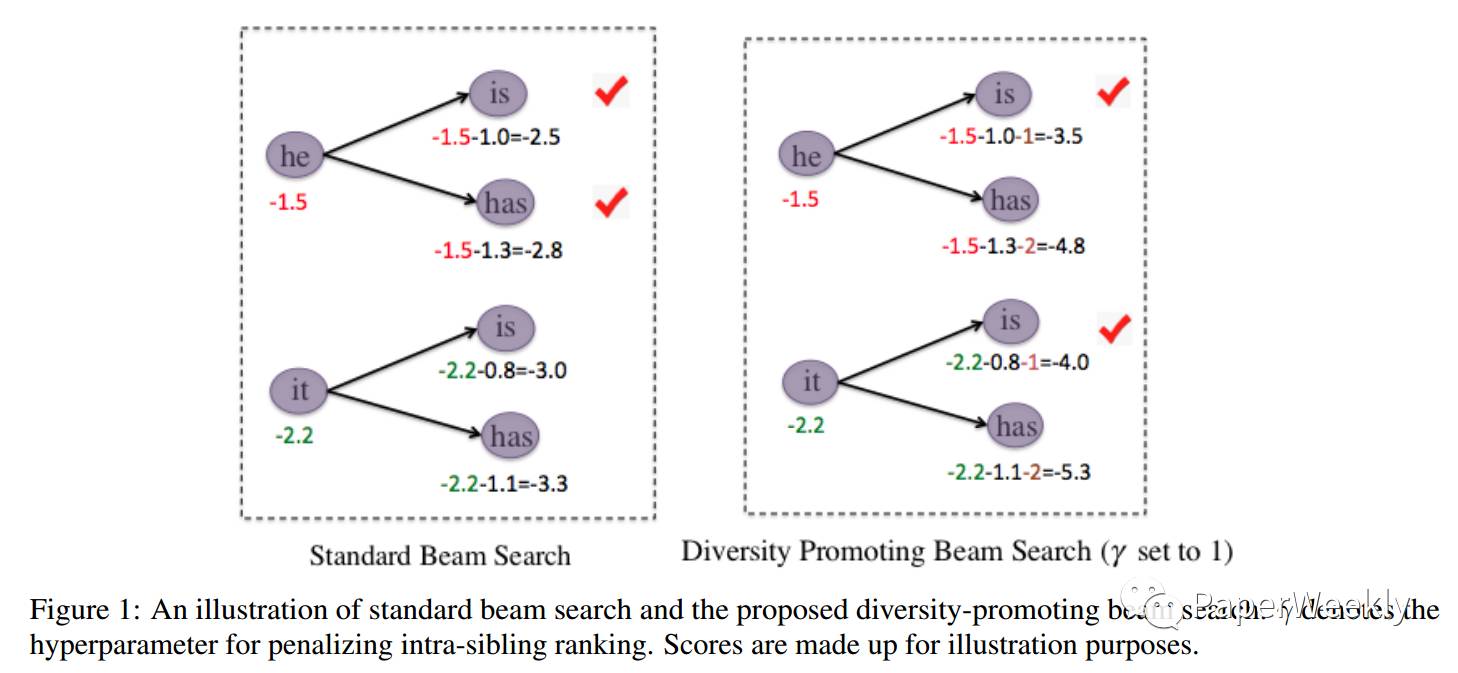 is
-1.5-1.0=-2.5
he
-1.5
has
-1.5-1.3=-2.8
is
-2.2-0.8=-3.0
it
-2.2
has
-2.2-1.1=-3.3
Standard Beam Search
is
-1.5-1.0-1=-3.5
he
-1.5
has
-1.5-1.3-2=-4.8
is
-2.2-0.8-1=-4.0
it
-2.2
has
-2.2-1.1-2=-5.3
Diversity Promoting Beam Search (γ set to 1)
Figure 1: An illustration of standard beam search and the proposed diversity-promoting beam search. γ denotes the
hyperparameter for penalizing intra-sibling ranking. Scores are made up for illustration purposes.
PaperWeekly